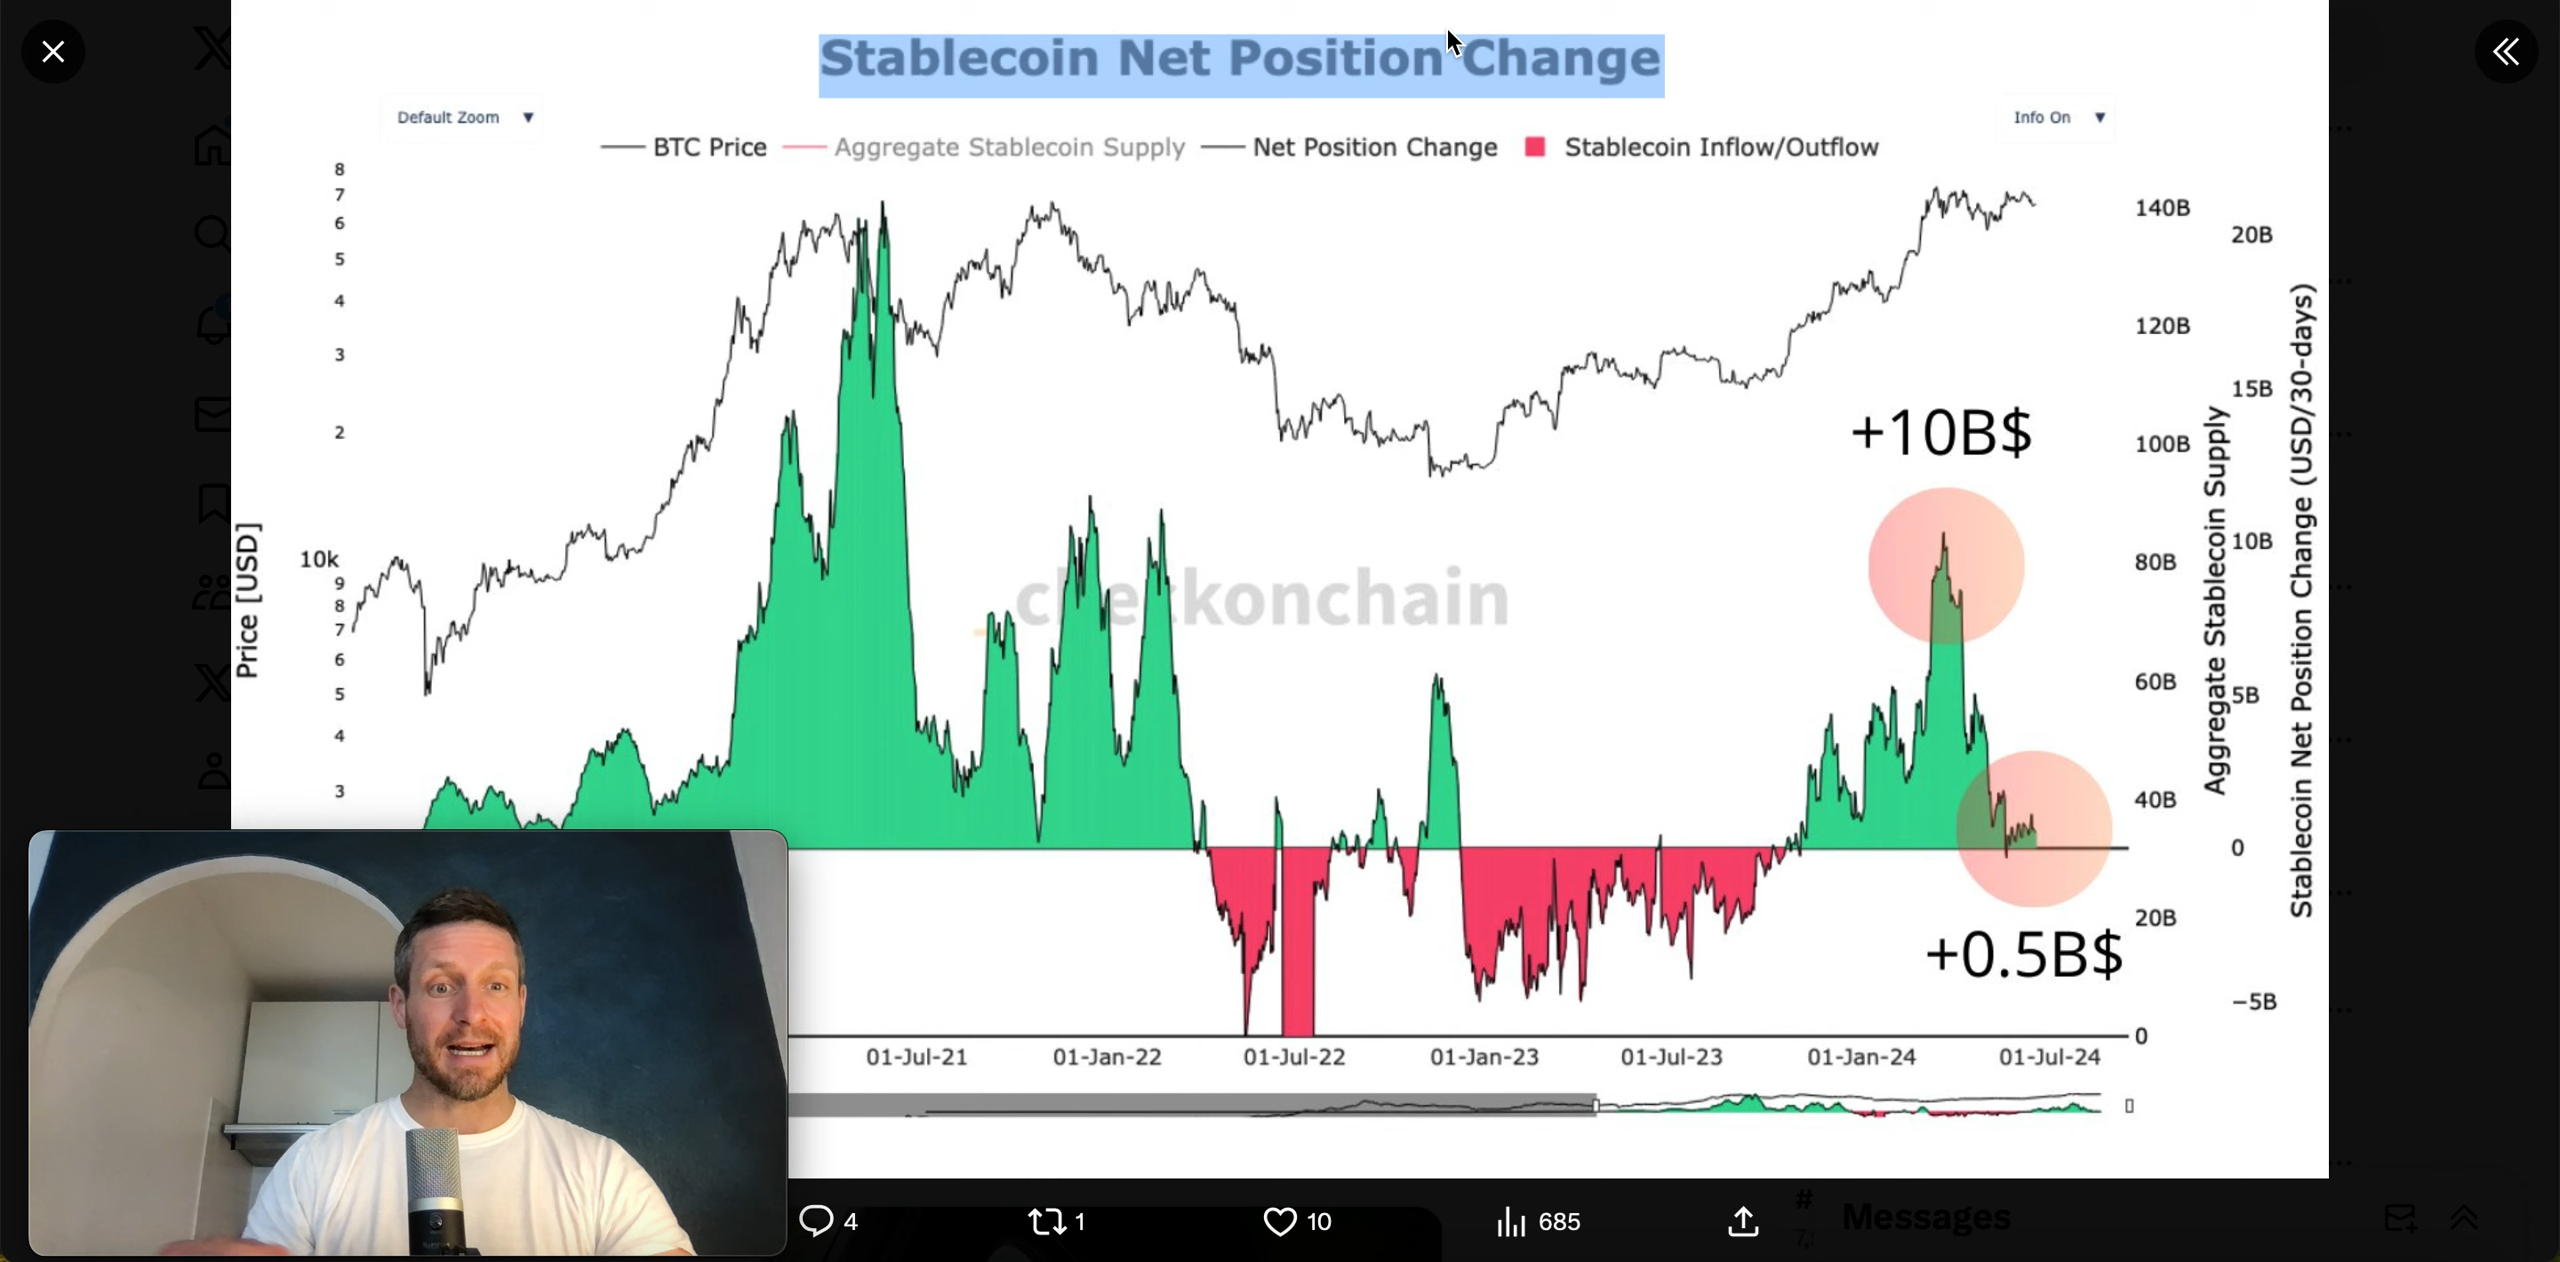 Stablecoin Net Position Change
Default Zoom ▼
Info On ▼
BTC Price
Aggregate Stablecoin Supply
Net Position Change
Stablecoin Inflow/Outflow
8
7
6
5
4
3
2
10k
9
8
7
6
5
4
3
Price [USD]
140B
120B
100B
80B
60B
40B
20B
0
Aggregate Stablecoin Supply
20B
15B
10B
5B
0
−5B
Stablecoin Net Position Change (USD/30-days)
+10B$
+0.5B$
checkonchain
01-Jul-21
01-Jan-22
01-Jul-22
01-Jan-23
01-Jul-23
01-Jan-24
01-Jul-24
4
1
10
685
#
Messages